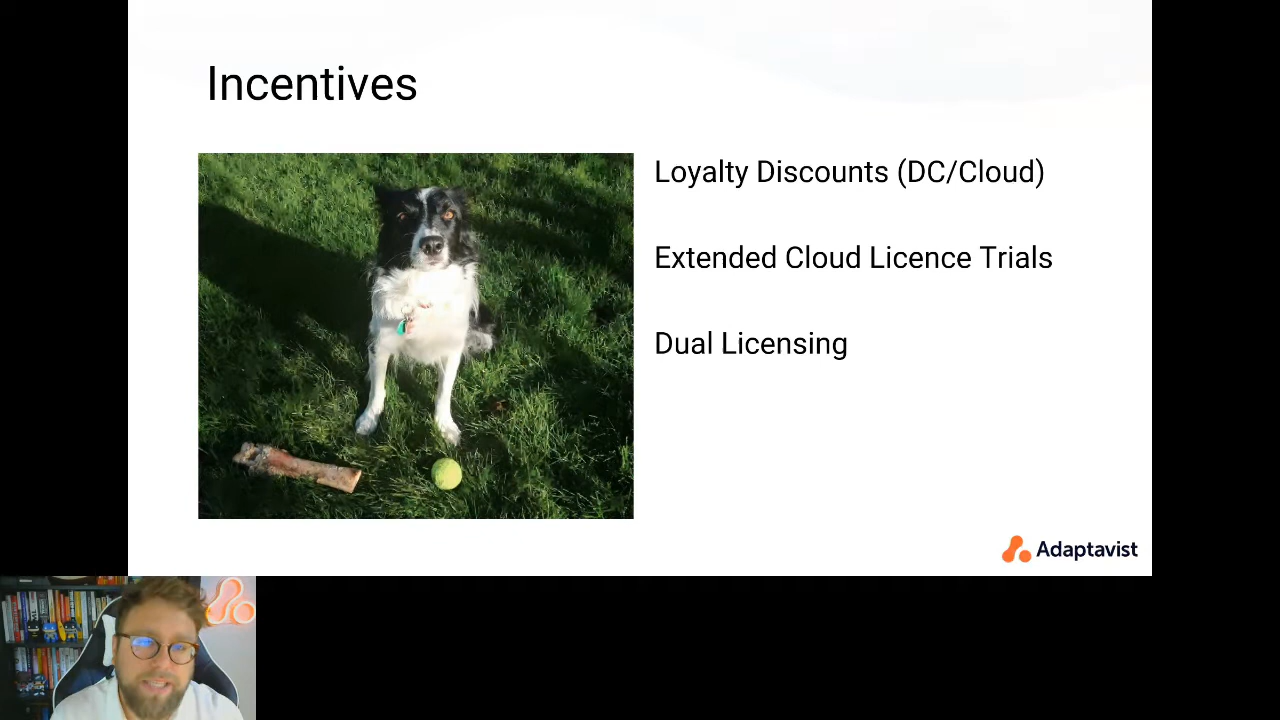 Incentives
Loyalty Discounts (DC/Cloud)
Extended Cloud Licence Trials
Dual Licensing
Adaptavist